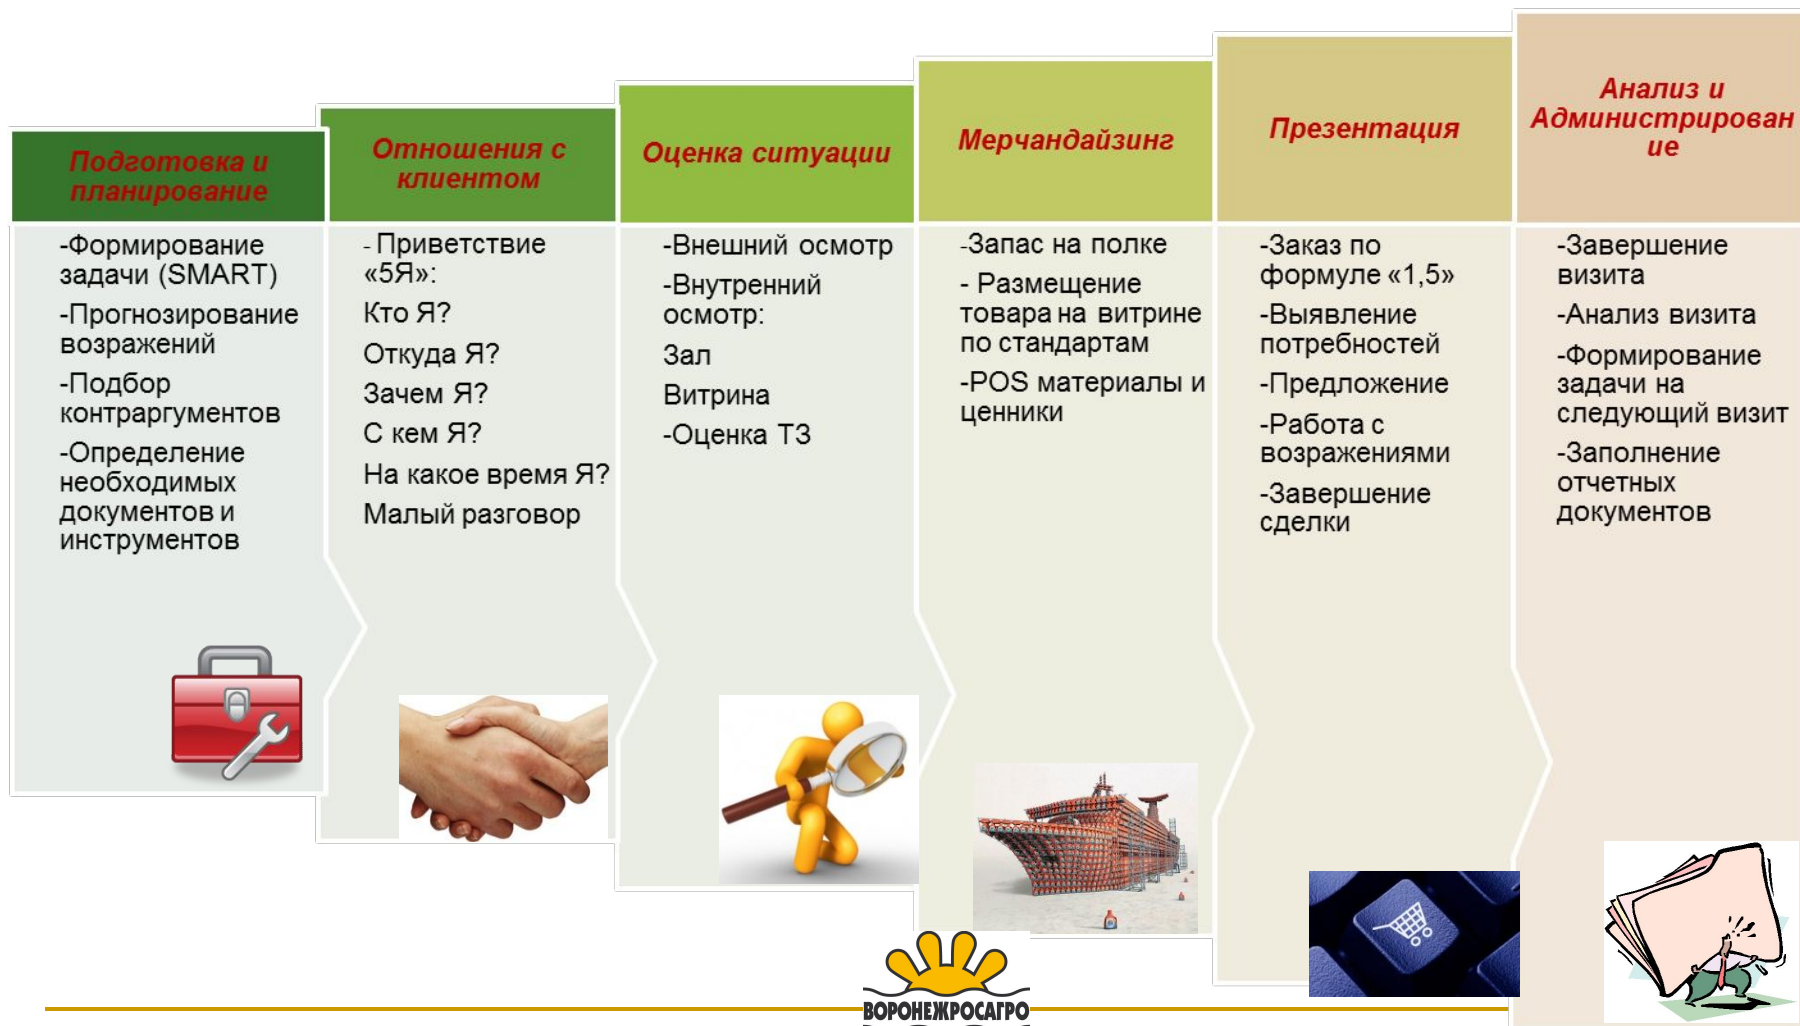 Подготовка и
планирование
-Формирование
задачи (SMART)
-Прогнозирование
возражений
-Подбор
контраргументов
-Определение
необходимых
документов и
инструментов
Отношения с
клиентом
- Приветствие
«5Я»:
Кто Я?
Откуда Я?
Зачем Я?
С кем Я?
На какое время Я?
Малый разговор
Оценка ситуации
-Внешний осмотр
-Внутренний
осмотр:
Зал
Витрина
-Оценка ТЗ
Мерчандайзинг
-Запас на полке
- Размещение
товара на витрине
по стандартам
-POS материалы и
ценники
Презентация
-Заказ по
формуле «1,5»
-Выявление
потребностей
-Предложение
-Работа с
возражениями
-Завершение
сделки
Анализ и
Администрирован
ие
-Завершение
визита
-Анализ визита
-Формирование
задачи на
следующий визит
-Заполнение
отчетных
документов
ВОРОНЕЖРОСАГРО